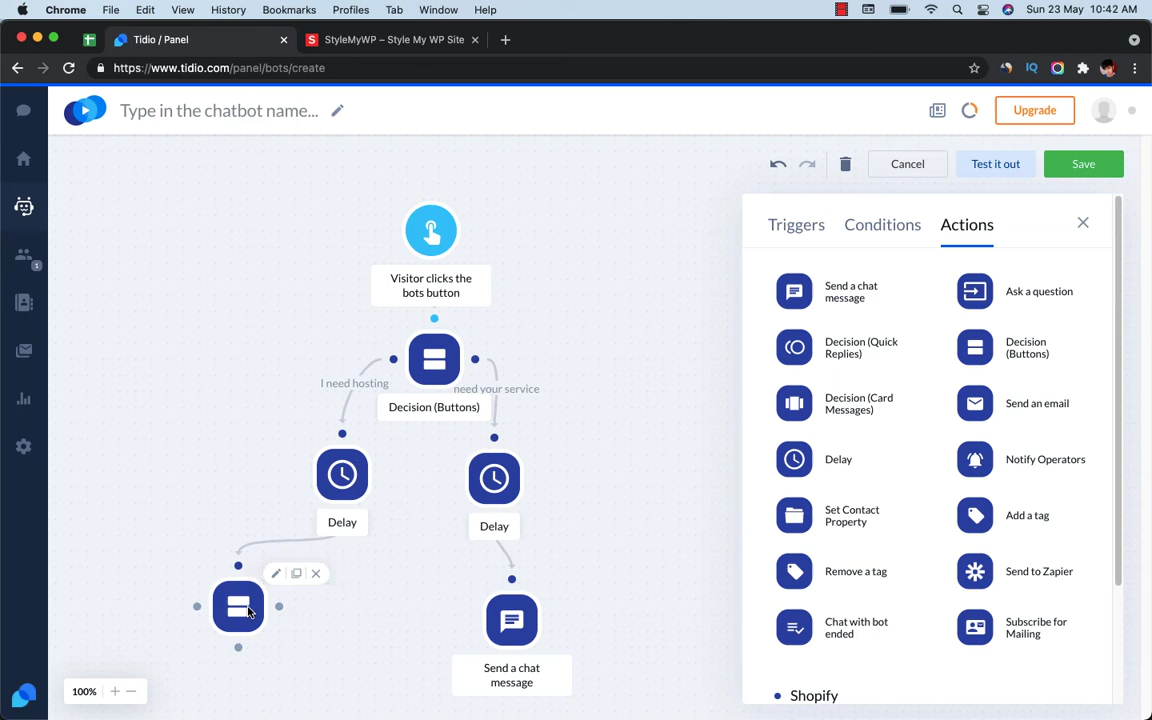 Chrome File Edit View History Bookmarks Profiles Tab Window Help Sun 23 May 10:42 AM
Tidio / Panel
StyleMyWP – Style My WP Site
https://www.tidio.com/panel/bots/create
IQ
Type in the chatbot name...
Upgrade
Cancel
Test it out
Save
1
Visitor clicks the
bots button
I need hosting
need your service
Decision (Buttons)
Delay
Delay
Send a chat
message
100%
Triggers Conditions Actions
Send a chat
message
Ask a question
Decision (Quick
Replies)
Decision
(Buttons)
Decision (Card
Messages)
Send an email
Delay
Notify Operators
Set Contact
Property
Add a tag
Remove a tag
Send to Zapier
Chat with bot
ended
Subscribe for
Mailing
Shopify